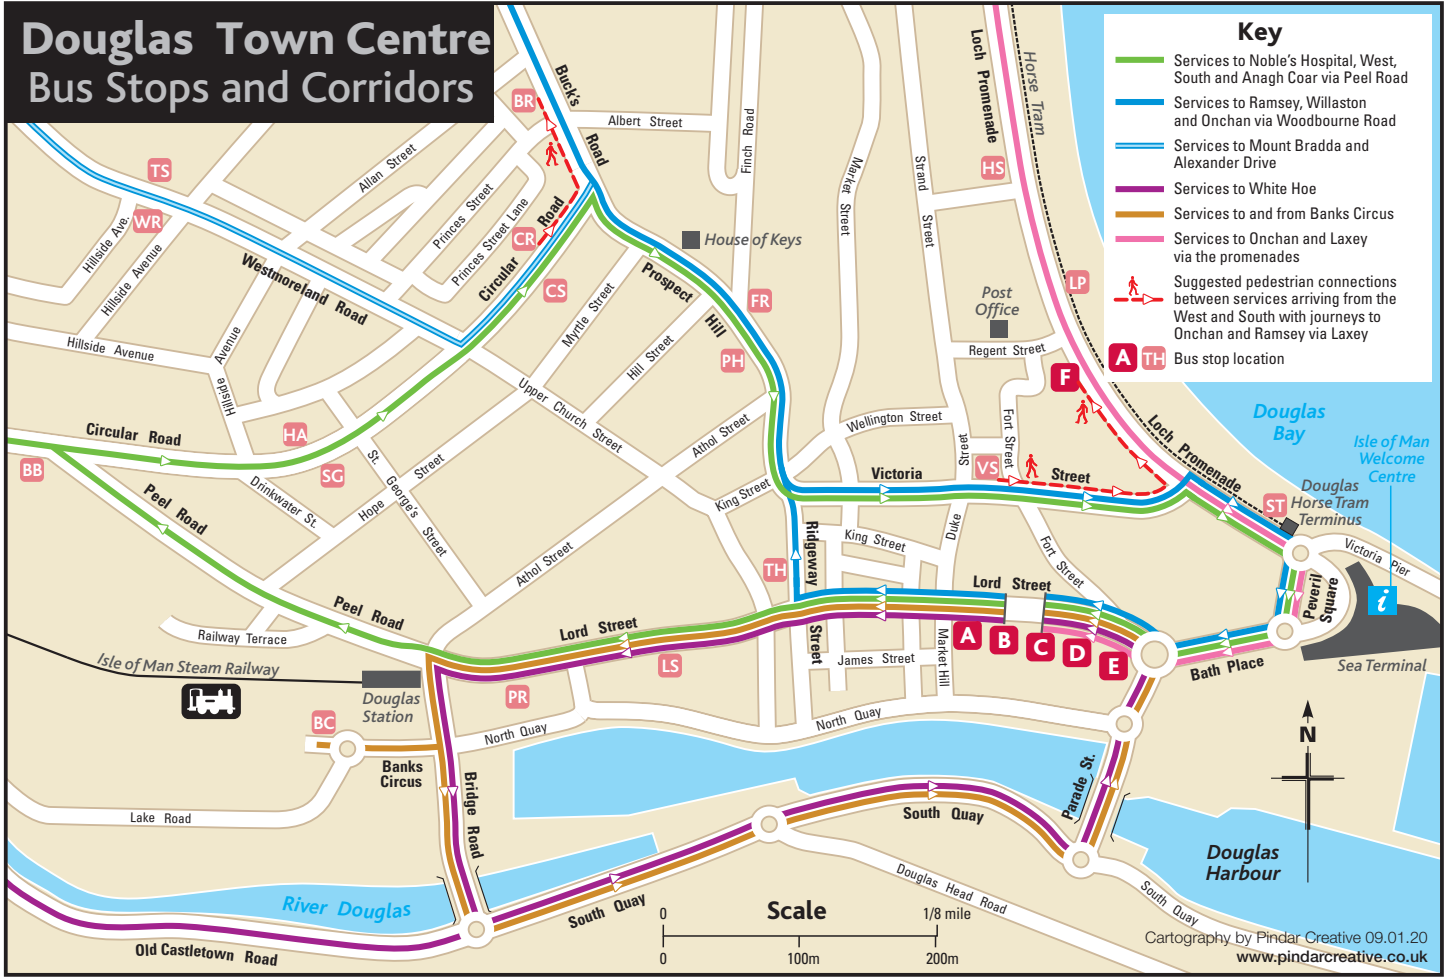 Douglas Town Centre
Bus Stops and Corridors
Key
Services to Noble's Hospital, West,
South and Anagh Coar via Peel Road
Services to Ramsey, Willaston
and Onchan via Woodbourne Road
Services to Mount Bradda and
Alexander Drive
Services to White Hoe
Services to and from Banks Circus
Services to Onchan and Laxey
via the promenades
Suggested pedestrian connections
between services arriving from the
West and South with journeys to
Onchan and Ramsey via Laxey
A TH Bus stop location
Buck's Road
BR
Albert Street
Finch Road
Market Street
Strand Street
Loch Promenade
Horse Tram
HS
TS
WR
Allan Street
Princes Street
Princes Street Lane
Hillside Ave.
Hillside Avenue
Westmoreland Road
CR
Circular Road
CS
House of Keys
Prospect Hill
FR
PH
LP
Post
Office
Regent Street
F
Hillside Avenue
Hillside Avenue
Myrtle Street
Hill Street
Upper Church Street
Athol Street
Wellington Street
Fort Street
Street
Loch Promenade
Douglas
Bay
Isle of Man
Welcome
Centre
Circular Road
HA
BB
SG
St. George's Street
Hope Street
Drinkwater St.
Peel Road
King Street
Victoria Street
VS
ST
Douglas
Horse Tram
Terminus
Victoria Pier
Ridgeway Street
King Street
Duke
Fort Street
TH
Athol Street
Lord Street
Peveril
Square
i
Peel Road
Railway Terrace
Lord Street
A
B
C
D
E
LS
PR
James Street
Market Hill
Bath Place
Sea Terminal
Isle of Man Steam Railway
Douglas
Station
BC
Banks
Circus
North Quay
North Quay
N
Bridge Road
Parade St.
South Quay
Lake Road
Douglas
Harbour
River Douglas
South Quay
Douglas Head Road
South Quay
Old Castletown Road
Scale
0
1/8 mile
0
100m
200m
Cartography by Pindar Creative 09.01.20
www.pindarcreative.co.uk